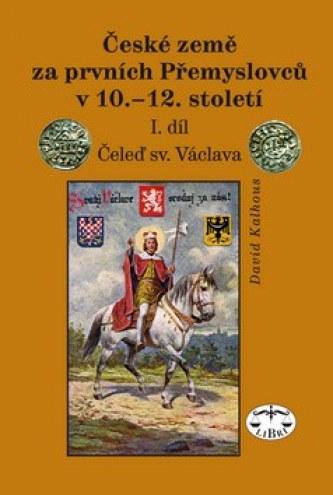 České země
za prvních Přemyslovců
v 10.–12. století
I. díl
Čeleď sv. Václava
Svatý Václave oroduj za nás!
David Kalhous
LIBRI